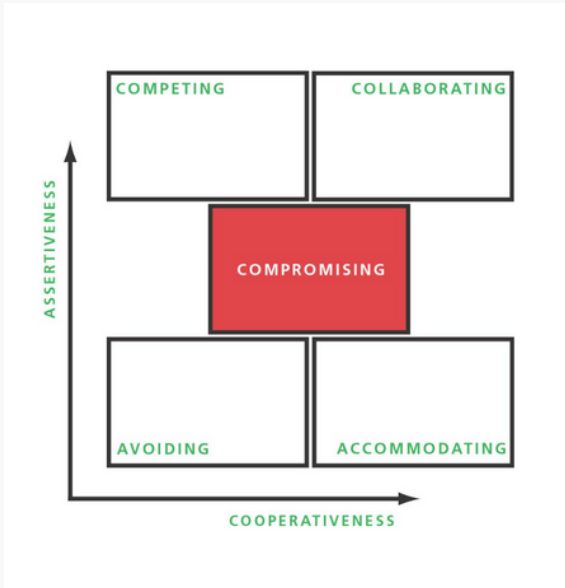 COMPETING
COLLABORATING
ASSERTIVENESS
COMPROMISING
AVOIDING
ACCOMMODATING
COOPERATIVENESS